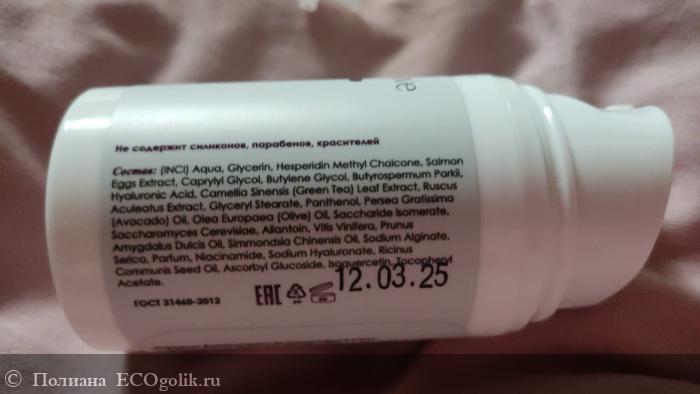 Не содержит силиконов, парабенов, красителей
Состав: (INCI) Aqua, Glycerin, Hesperidin Methyl Chalcone, Salmon
Eggs Extract, Caprylyl Glycol, Butylene Glycol, Butyrospermum Parkii,
Hyaluronic Acid, Camellia Sinensis (Green Tea) Leaf Extract, Ruscus
Aculeatus Extract, Glyceryl Stearate, Panthenol, Persea Gratissima
(Avocado) Oil, Olea Europaea (Olive) Oil, Saccharide Isomerate,
Saccharomyces Cerevisiae, Allantoin, Vitis Vinifera, Prunus
Amygdalus Dulcis Oil, Simmondsia Chinensis Oil, Sodium Alginate,
Serica, Parfum, Niacinamide, Sodium Hyaluronate, Ricinus
Communis Seed Oil, Ascorbyl Glucoside, Isoquercetin, Tocopheryl
Acetate.
12.03.25
ГОСТ 31460-2012
EAC
© Полиана ECOgolik.ru